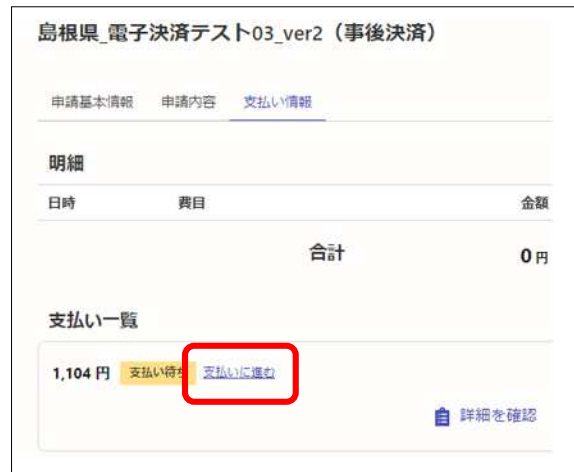 島根県_電子決済テスト03_ver2（事後決済）
申請基本情報 申請内容 支払い情報
明細
日時 費目 金額
合計 0 円
支払い一覧
1,104 円 支払い待ち 支払いに進む
詳細を確認